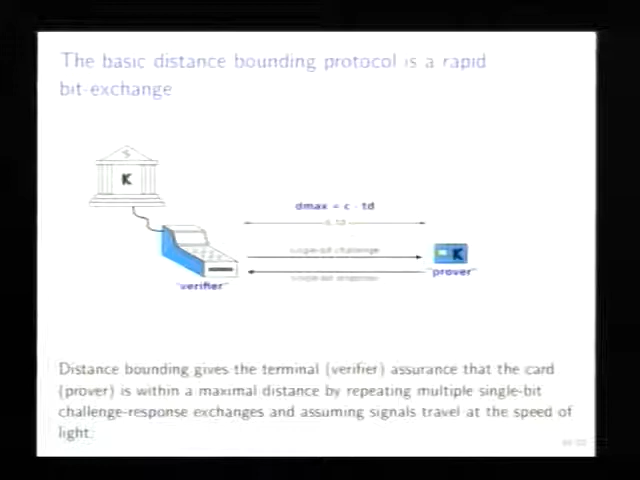 The basic distance bounding protocol is a rapid
bit-exchange
$
K
dmax = c · td
single-bit challenge
K
single-bit response
"prover"
"verifier"
Distance bounding gives the terminal (verifier) assurance that the card
(prover) is within a maximal distance by repeating multiple single-bit
challenge-response exchanges and assuming signals travel at the speed of
light.